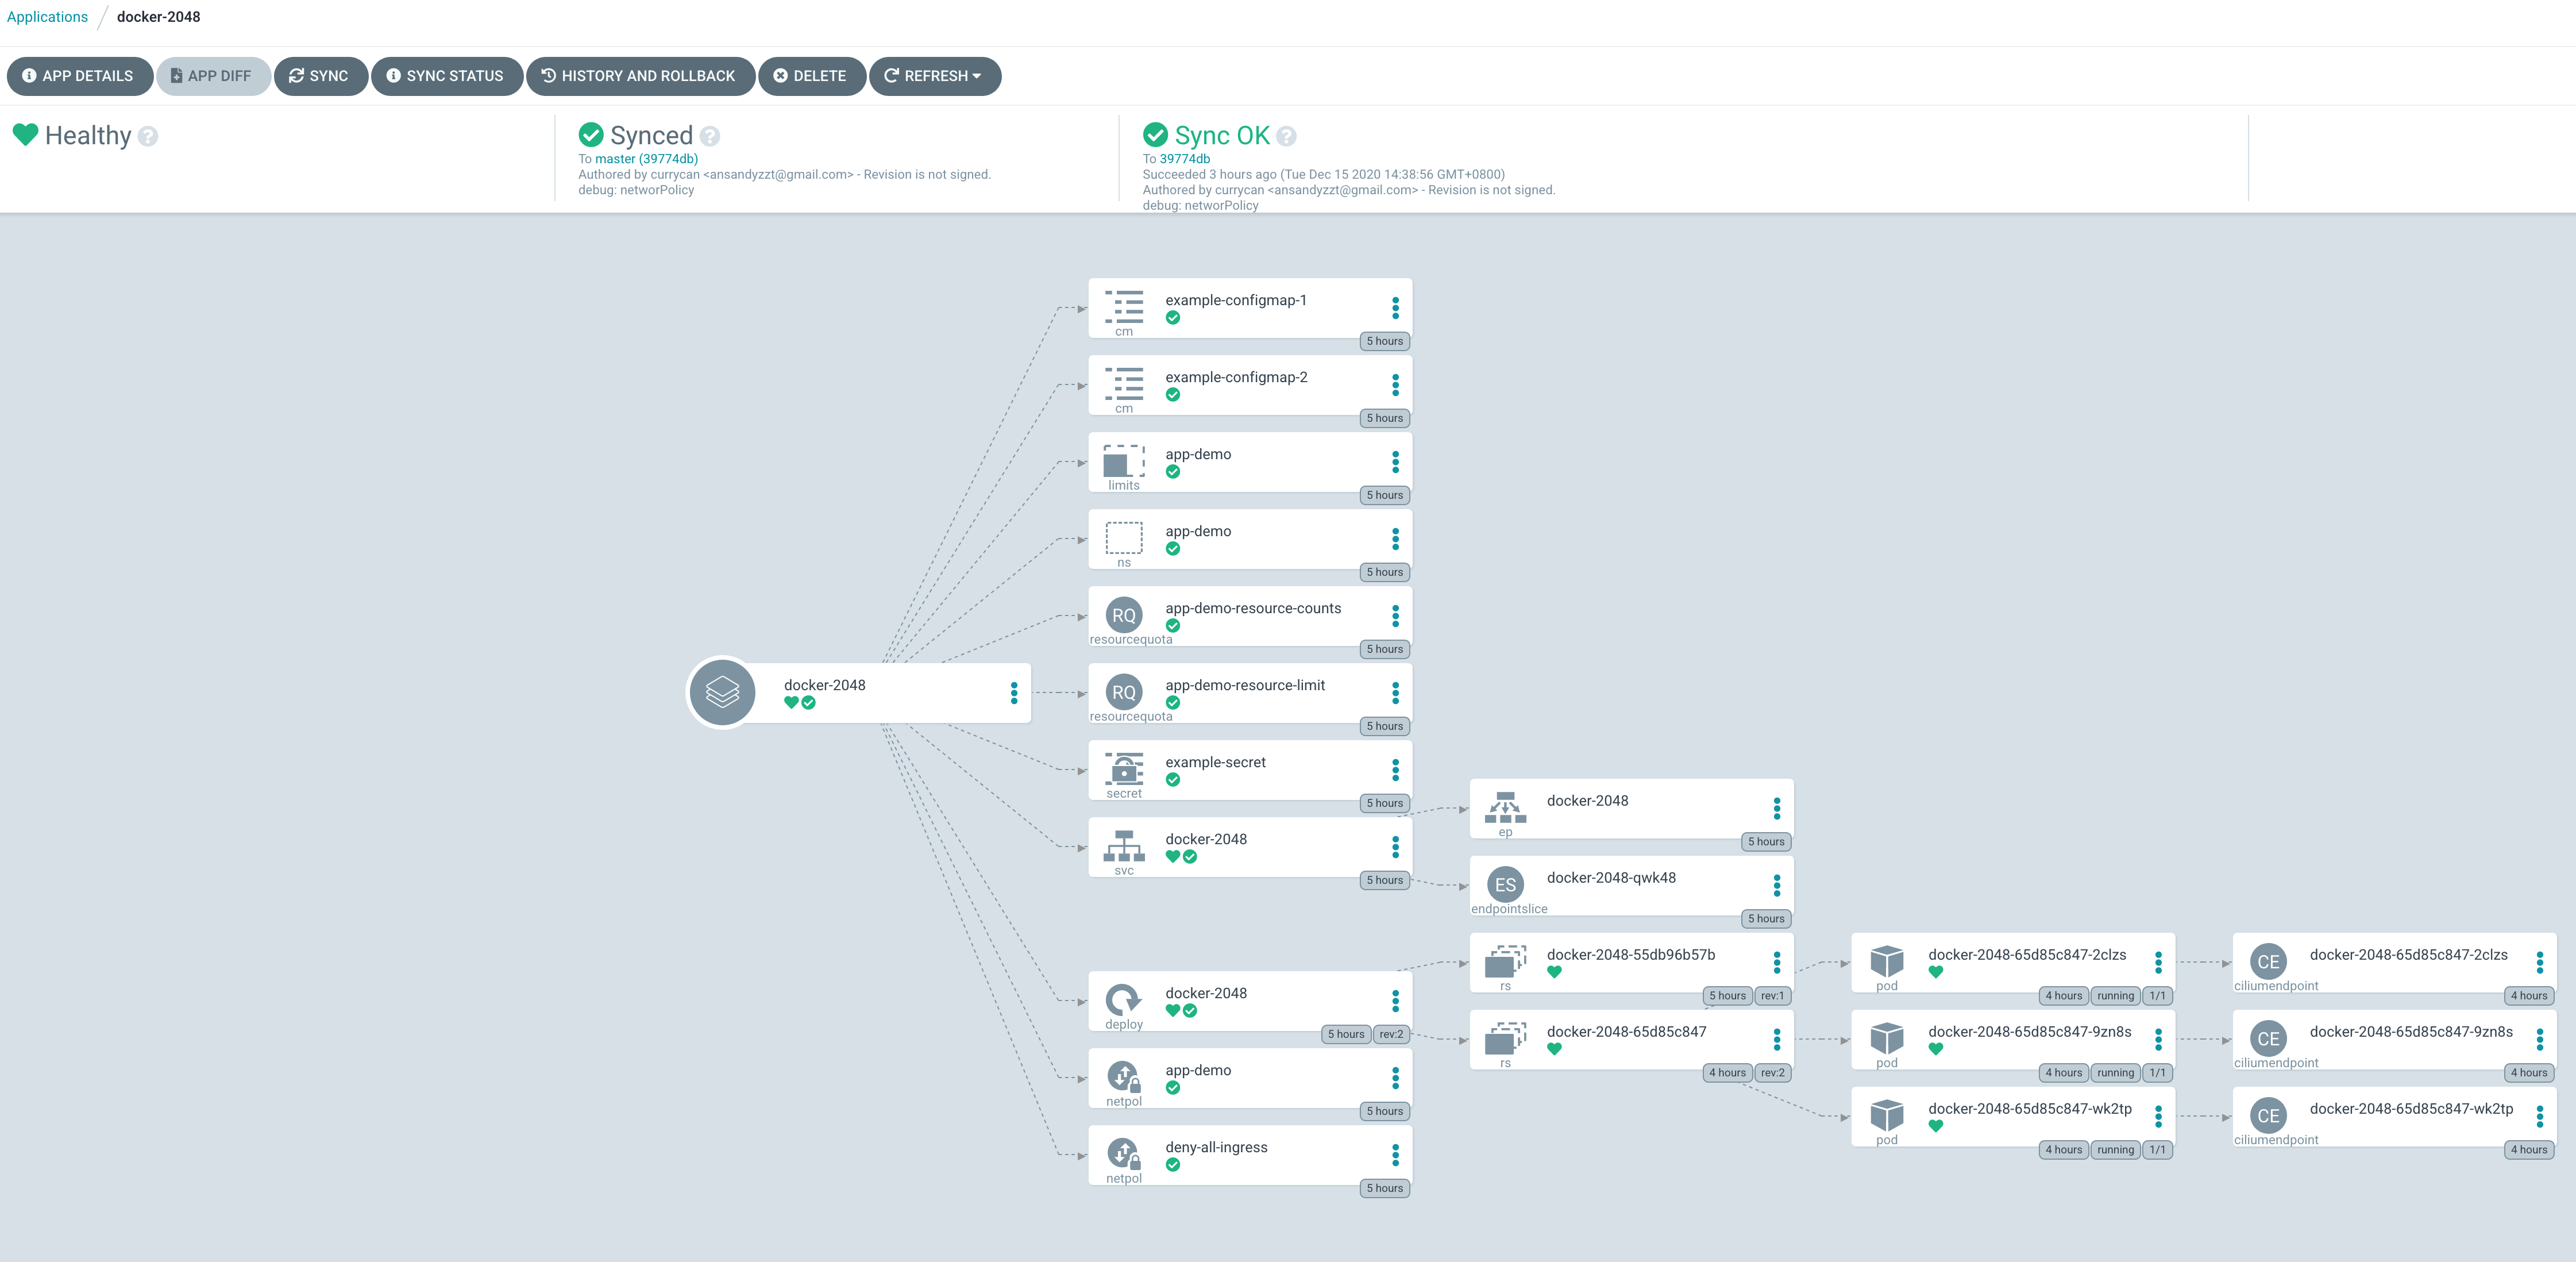 Applications / docker-2048
APP DETAILS
APP DIFF
SYNC
SYNC STATUS
HISTORY AND ROLLBACK
DELETE
REFRESH
Healthy ?
Synced ?
To master (39774db)
Authored by currycan <ansandyzzt@gmail.com> - Revision is not signed.
debug: networPolicy
Sync OK ?
To 39774db
Succeeded 3 hours ago (Tue Dec 15 2020 14:38:56 GMT+0800)
Authored by currycan <ansandyzzt@gmail.com> - Revision is not signed.
debug: networPolicy
docker-2048
example-configmap-1
cm
5 hours
example-configmap-2
cm
5 hours
app-demo
limits
5 hours
app-demo
ns
5 hours
RQ
app-demo-resource-counts
resourcequota
5 hours
RQ
app-demo-resource-limit
resourcequota
5 hours
example-secret
secret
5 hours
docker-2048
svc
5 hours
docker-2048
deploy
5 hours rev:2
app-demo
netpol
5 hours
deny-all-ingress
netpol
5 hours
docker-2048
ep
5 hours
ES
docker-2048-qwk48
endpointslice
5 hours
docker-2048-55db96b57b
rs
5 hours rev:1
docker-2048-65d85c847
rs
4 hours rev:2
docker-2048-65d85c847-2clzs
pod
4 hours running 1/1
docker-2048-65d85c847-9zn8s
pod
4 hours running 1/1
docker-2048-65d85c847-wk2tp
pod
4 hours running 1/1
CE
docker-2048-65d85c847-2clzs
ciliumendpoint
4 hours
CE
docker-2048-65d85c847-9zn8s
ciliumendpoint
4 hours
CE
docker-2048-65d85c847-wk2tp
ciliumendpoint
4 hours